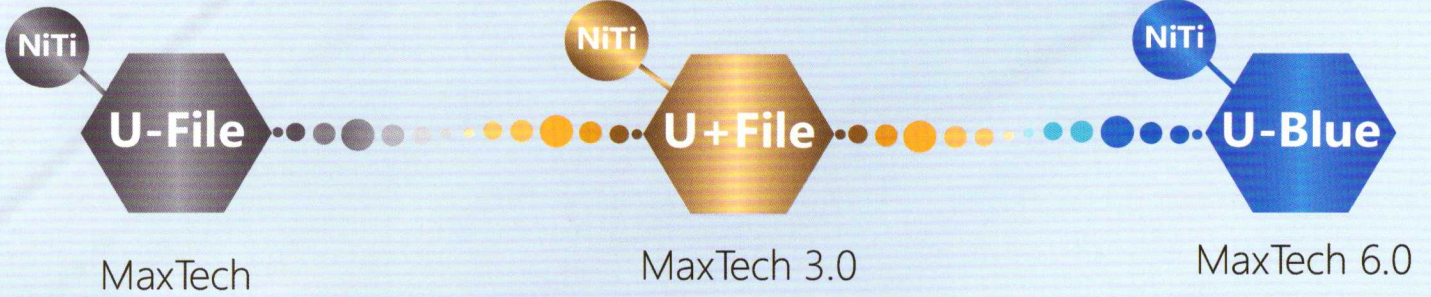 NiTi
U-File
MaxTech
NiTi
U+File
MaxTech 3.0
NiTi
U-Blue
MaxTech 6.0